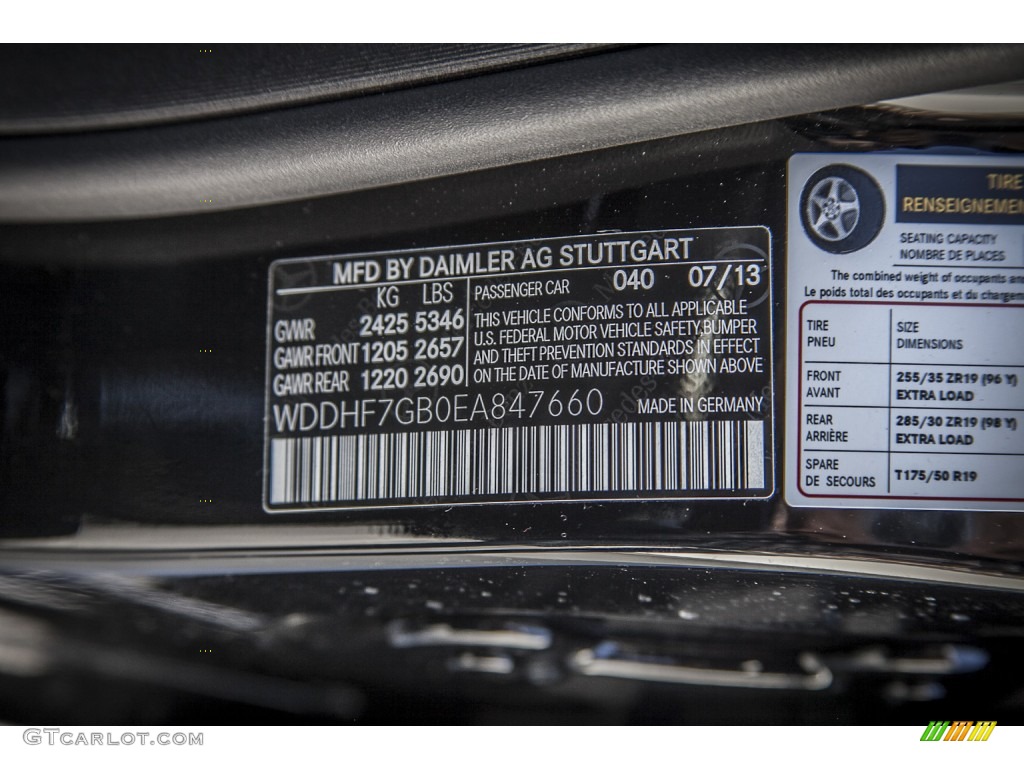 MFD BY DAIMLER AG STUTTGART
KG LBS
GVWR 2425 5346
GAWR FRONT 1205 2657
GAWR REAR 1220 2690
PASSENGER CAR 040 07/13
THIS VEHICLE CONFORMS TO ALL APPLICABLE
U.S. FEDERAL MOTOR VEHICLE SAFETY,BUMPER
AND THEFT PREVENTION STANDARDS IN EFFECT
ON THE DATE OF MANUFACTURE SHOWN ABOVE
WDDHF7GB0EA847660 MADE IN GERMANY
TIRE
RENSEIGNEMEN
SEATING CAPACITY
NOMBRE DE PLACES
The combined weight of occupants an
Le poids total des occupants et du chargem
TIRE SIZE
PNEU DIMENSIONS
FRONT 255/35 ZR19 (96 Y)
AVANT EXTRA LOAD
REAR 285/30 ZR19 (98 Y)
ARRIÈRE EXTRA LOAD
SPARE T175/50 R19
DE SECOURS
GTCARLOT.COM